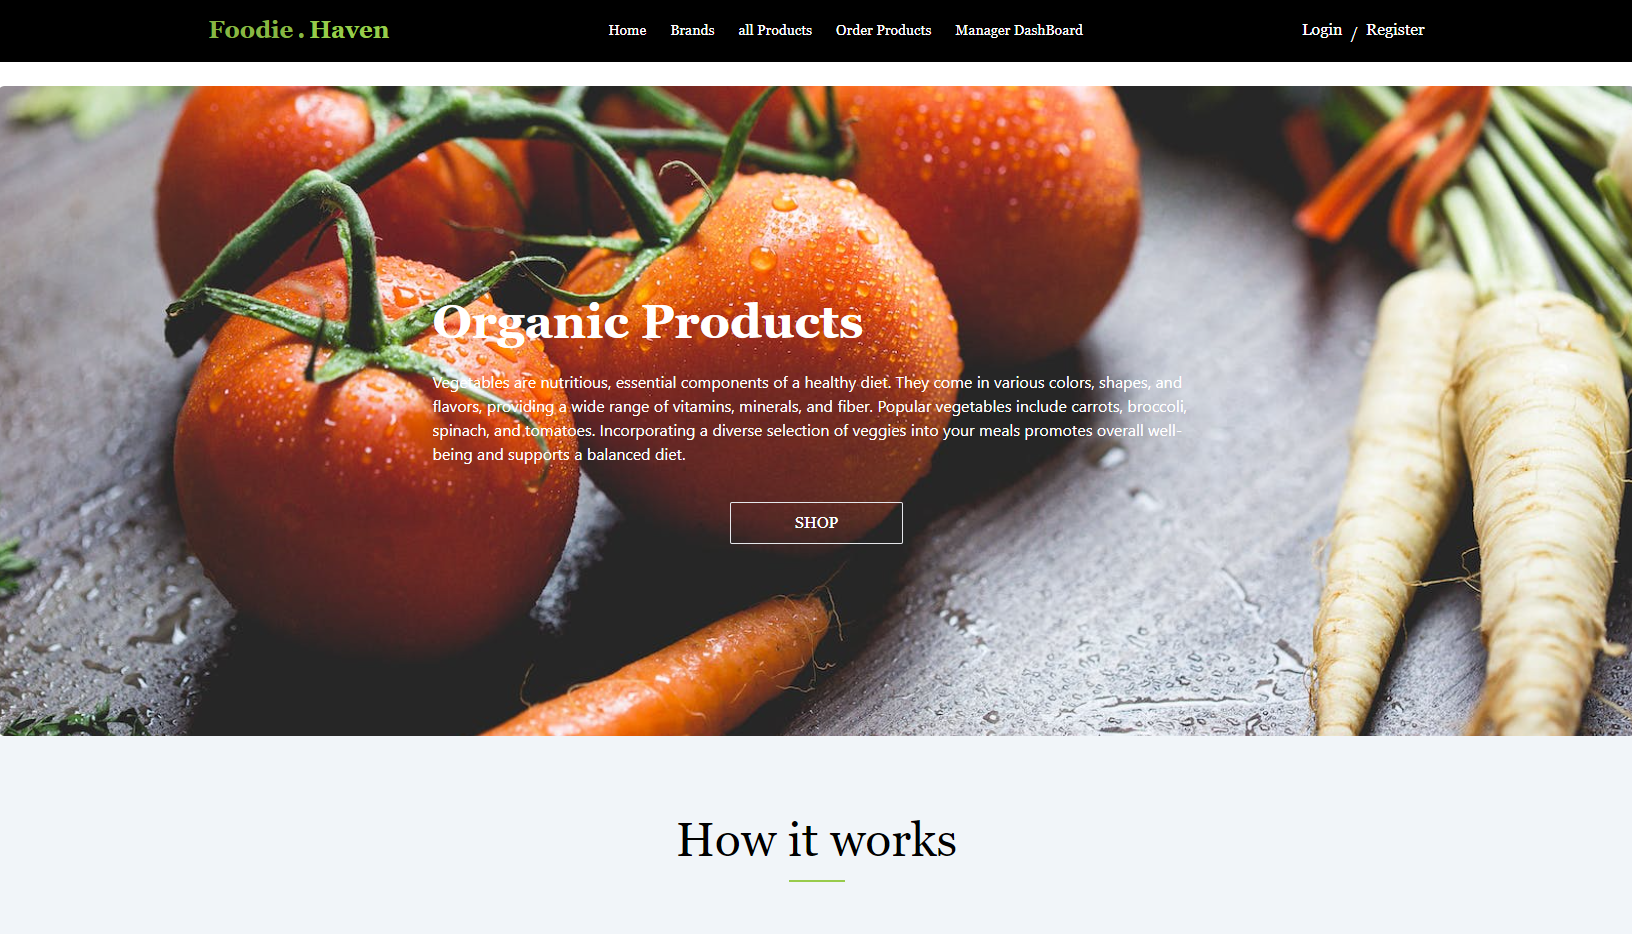 Foodie . Haven
Home Brands all Products Order Products Manager DashBoard
Login / Register
Organic Products
Vegetables are nutritious, essential components of a healthy diet. They come in various colors, shapes, and
flavors, providing a wide range of vitamins, minerals, and fiber. Popular vegetables include carrots, broccoli,
spinach, and tomatoes. Incorporating a diverse selection of veggies into your meals promotes overall well-
being and supports a balanced diet.
SHOP
How it works